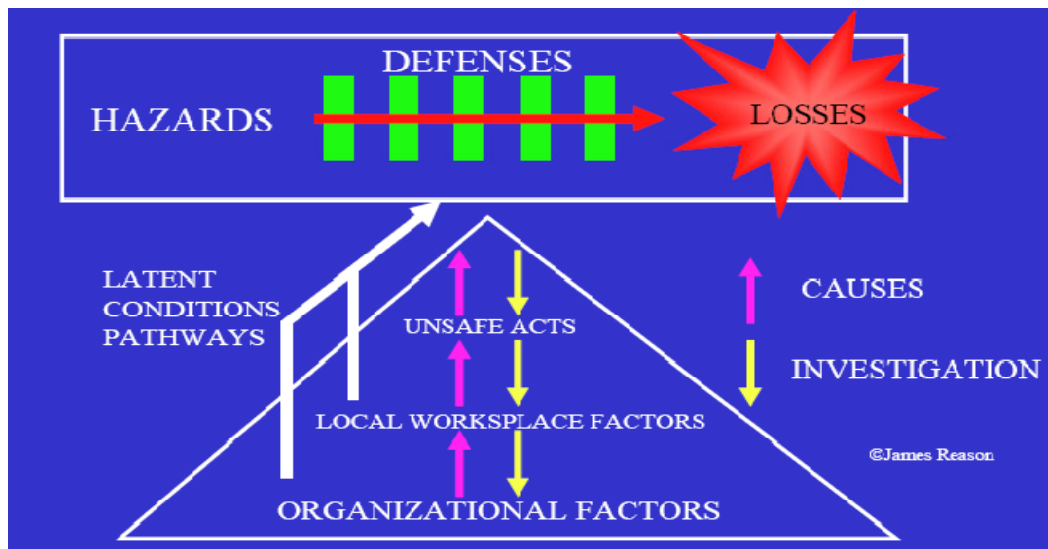 DEFENSES
HAZARDS
LOSSES
LATENT
CONDITIONS
PATHWAYS
UNSAFE ACTS
LOCAL WORKSPLACE FACTORS
ORGANIZATIONAL FACTORS
CAUSES
INVESTIGATION
©James Reason